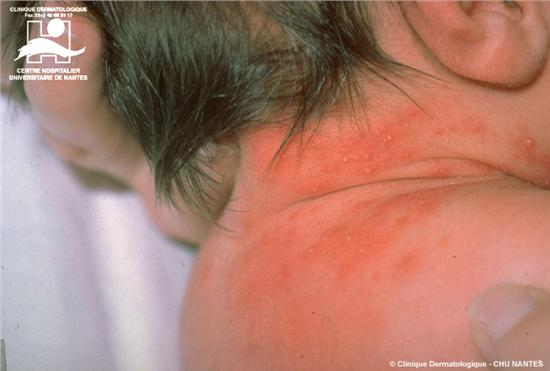 CLINIQUE DERMATOLOGIQUE
H
CENTRE HOSPITALIER
UNIVERSITAIRE DE NANTES
© Clinique Dermatologique - CHU NANTES